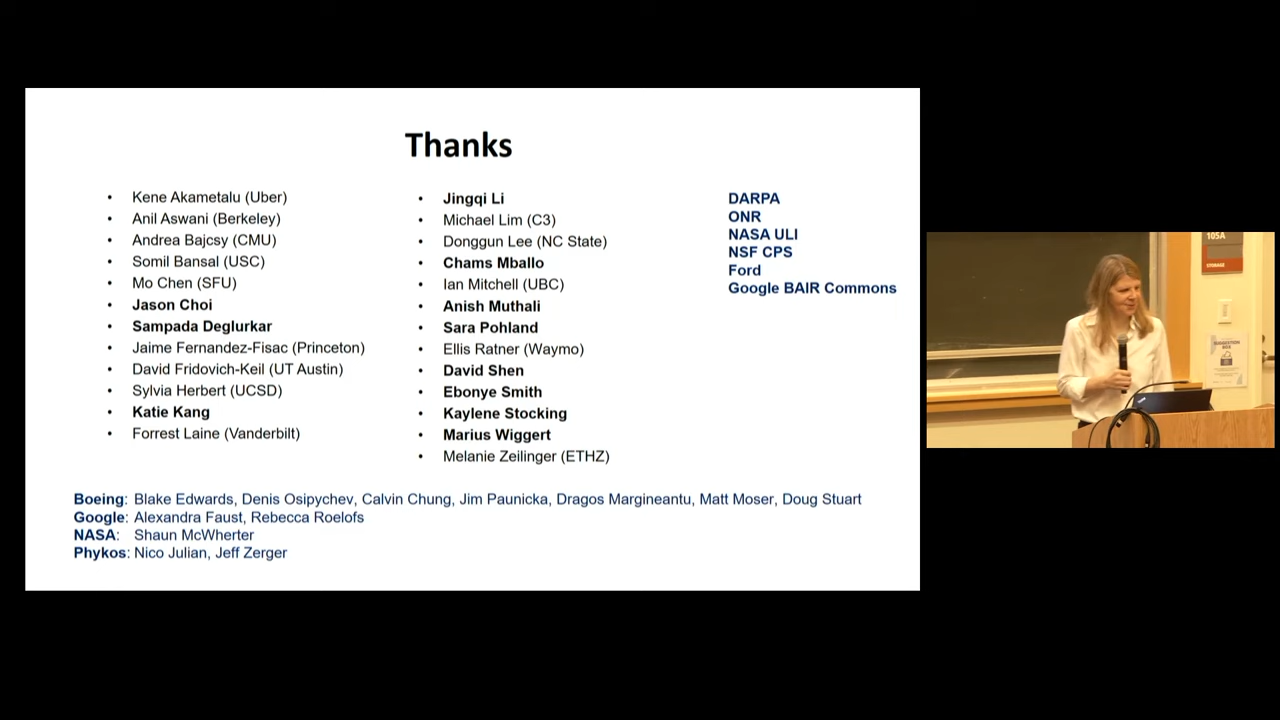 Thanks
• Kene Akametalu (Uber)
• Anil Aswani (Berkeley)
• Andrea Bajcsy (CMU)
• Somil Bansal (USC)
• Mo Chen (SFU)
• Jason Choi
• Sampada Deglurkar
• Jaime Fernandez-Fisac (Princeton)
• David Fridovich-Keil (UT Austin)
• Sylvia Herbert (UCSD)
• Katie Kang
• Forrest Laine (Vanderbilt)
• Jingqi Li
• Michael Lim (C3)
• Donggun Lee (NC State)
• Chams Mballo
• Ian Mitchell (UBC)
• Anish Muthali
• Sara Pohland
• Ellis Ratner (Waymo)
• David Shen
• Ebonye Smith
• Kaylene Stocking
• Marius Wiggert
• Melanie Zeilinger (ETHZ)
DARPA
ONR
NASA ULI
NSF CPS
Ford
Google BAIR Commons
Boeing: Blake Edwards, Denis Osipychev, Calvin Chung, Jim Paunicka, Dragos Margineantu, Matt Moser, Doug Stuart
Google: Alexandra Faust, Rebecca Roelofs
NASA: Shaun McWherter
Phykos: Nico Julian, Jeff Zerger
105A
STORAGE
SUGGESTION
BOX